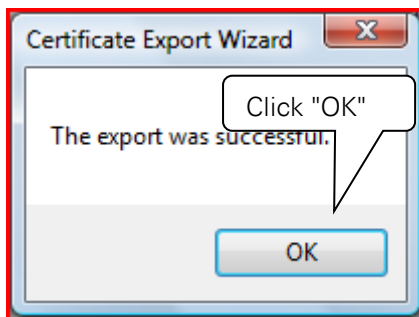 Certificate Export Wizard
Click "OK"
The export was successful.
OK